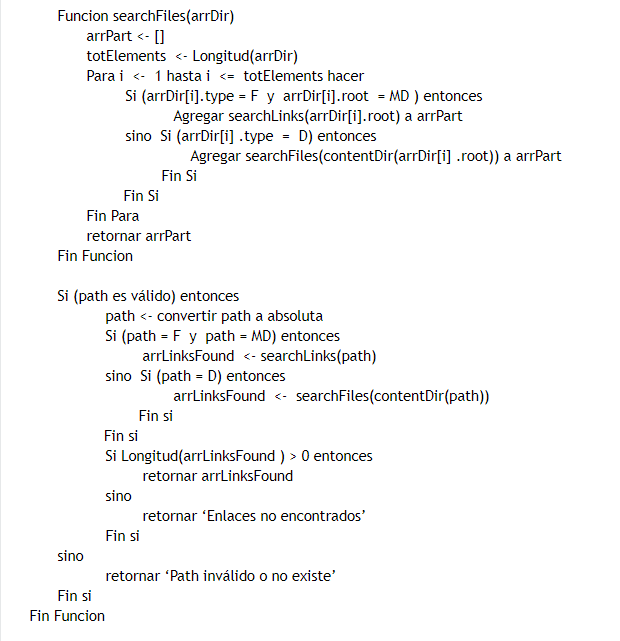 Funcion searchFiles(arrDir)
arrPart <- []
totElements <- Longitud(arrDir)
Para i <- 1 hasta i <= totElements hacer
Si (arrDir[i].type = F y arrDir[i].root = MD ) entonces
Agregar searchLinks(arrDir[i].root) a arrPart
sino Si (arrDir[i] .type = D) entonces
Agregar searchFiles(contentDir(arrDir[i] .root)) a arrPart
Fin Si
Fin Si
Fin Para
retornar arrPart
Fin Funcion
Si (path es válido) entonces
path <- convertir path a absoluta
Si (path = F y path = MD) entonces
arrLinksFound <- searchLinks(path)
sino Si (path = D) entonces
arrLinksFound <- searchFiles(contentDir(path))
Fin si
Fin si
Si Longitud(arrLinksFound ) > 0 entonces
retornar arrLinksFound
sino
retornar ‘Enlaces no encontrados’
Fin si
sino
retornar ‘Path inválido o no existe’
Fin si
Fin Funcion